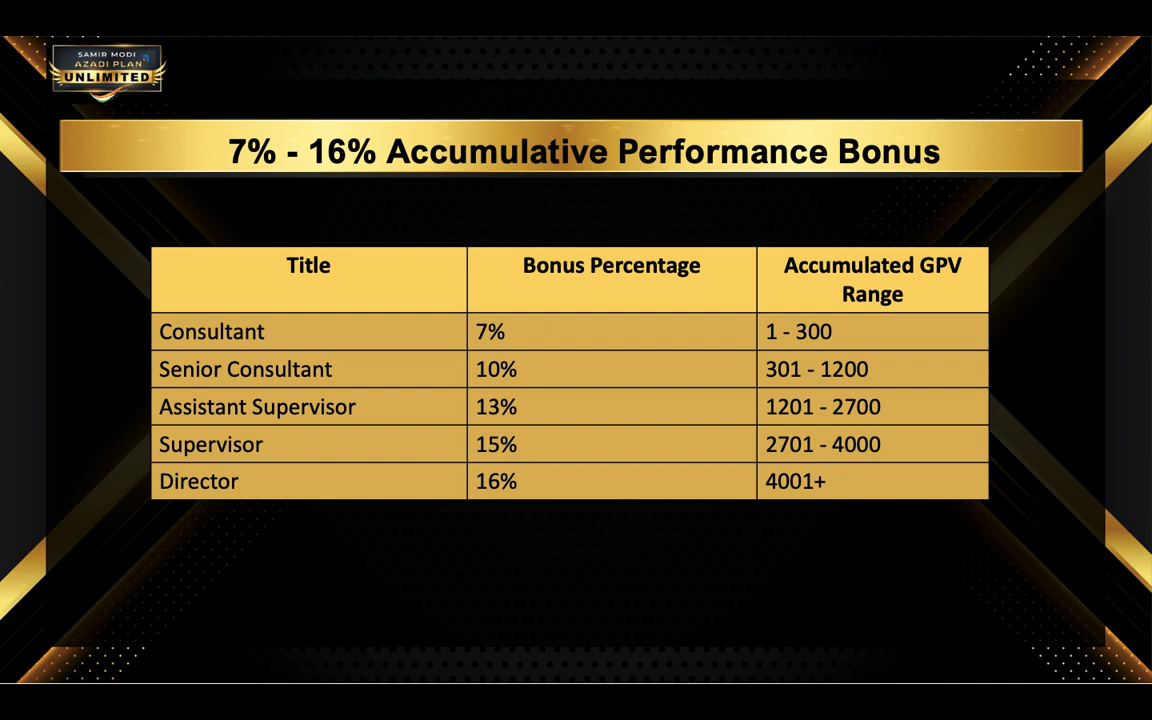 SAMIR MODI
AZADI PLAN
UNLIMITED
7% - 16% Accumulative Performance Bonus
Title Bonus Percentage Accumulated GPV
Range
Consultant 7% 1 - 300
Senior Consultant 10% 301 - 1200
Assistant Supervisor 13% 1201 - 2700
Supervisor 15% 2701 - 4000
Director 16% 4001+